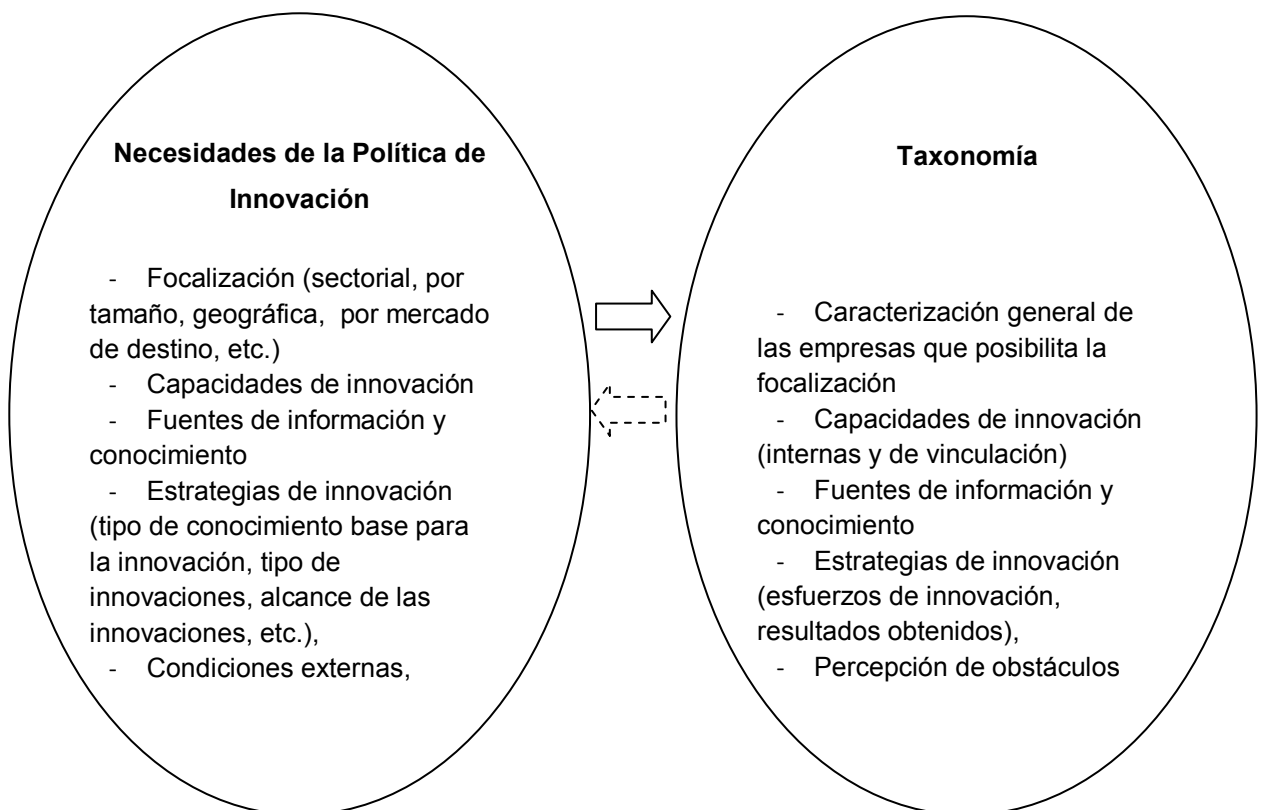 Necesidades de la Política de
Innovación
- Focalización (sectorial, por
tamaño, geográfica, por mercado
de destino, etc.)
- Capacidades de innovación
- Fuentes de información y
conocimiento
- Estrategias de innovación
(tipo de conocimiento base para
la innovación, tipo de
innovaciones, alcance de las
innovaciones, etc.),
- Condiciones externas,
Taxonomía
- Caracterización general de
las empresas que posibilita la
focalización
- Capacidades de innovación
(internas y de vinculación)
- Fuentes de información y
conocimiento
- Estrategias de innovación
(esfuerzos de innovación,
resultados obtenidos),
- Percepción de obstáculos